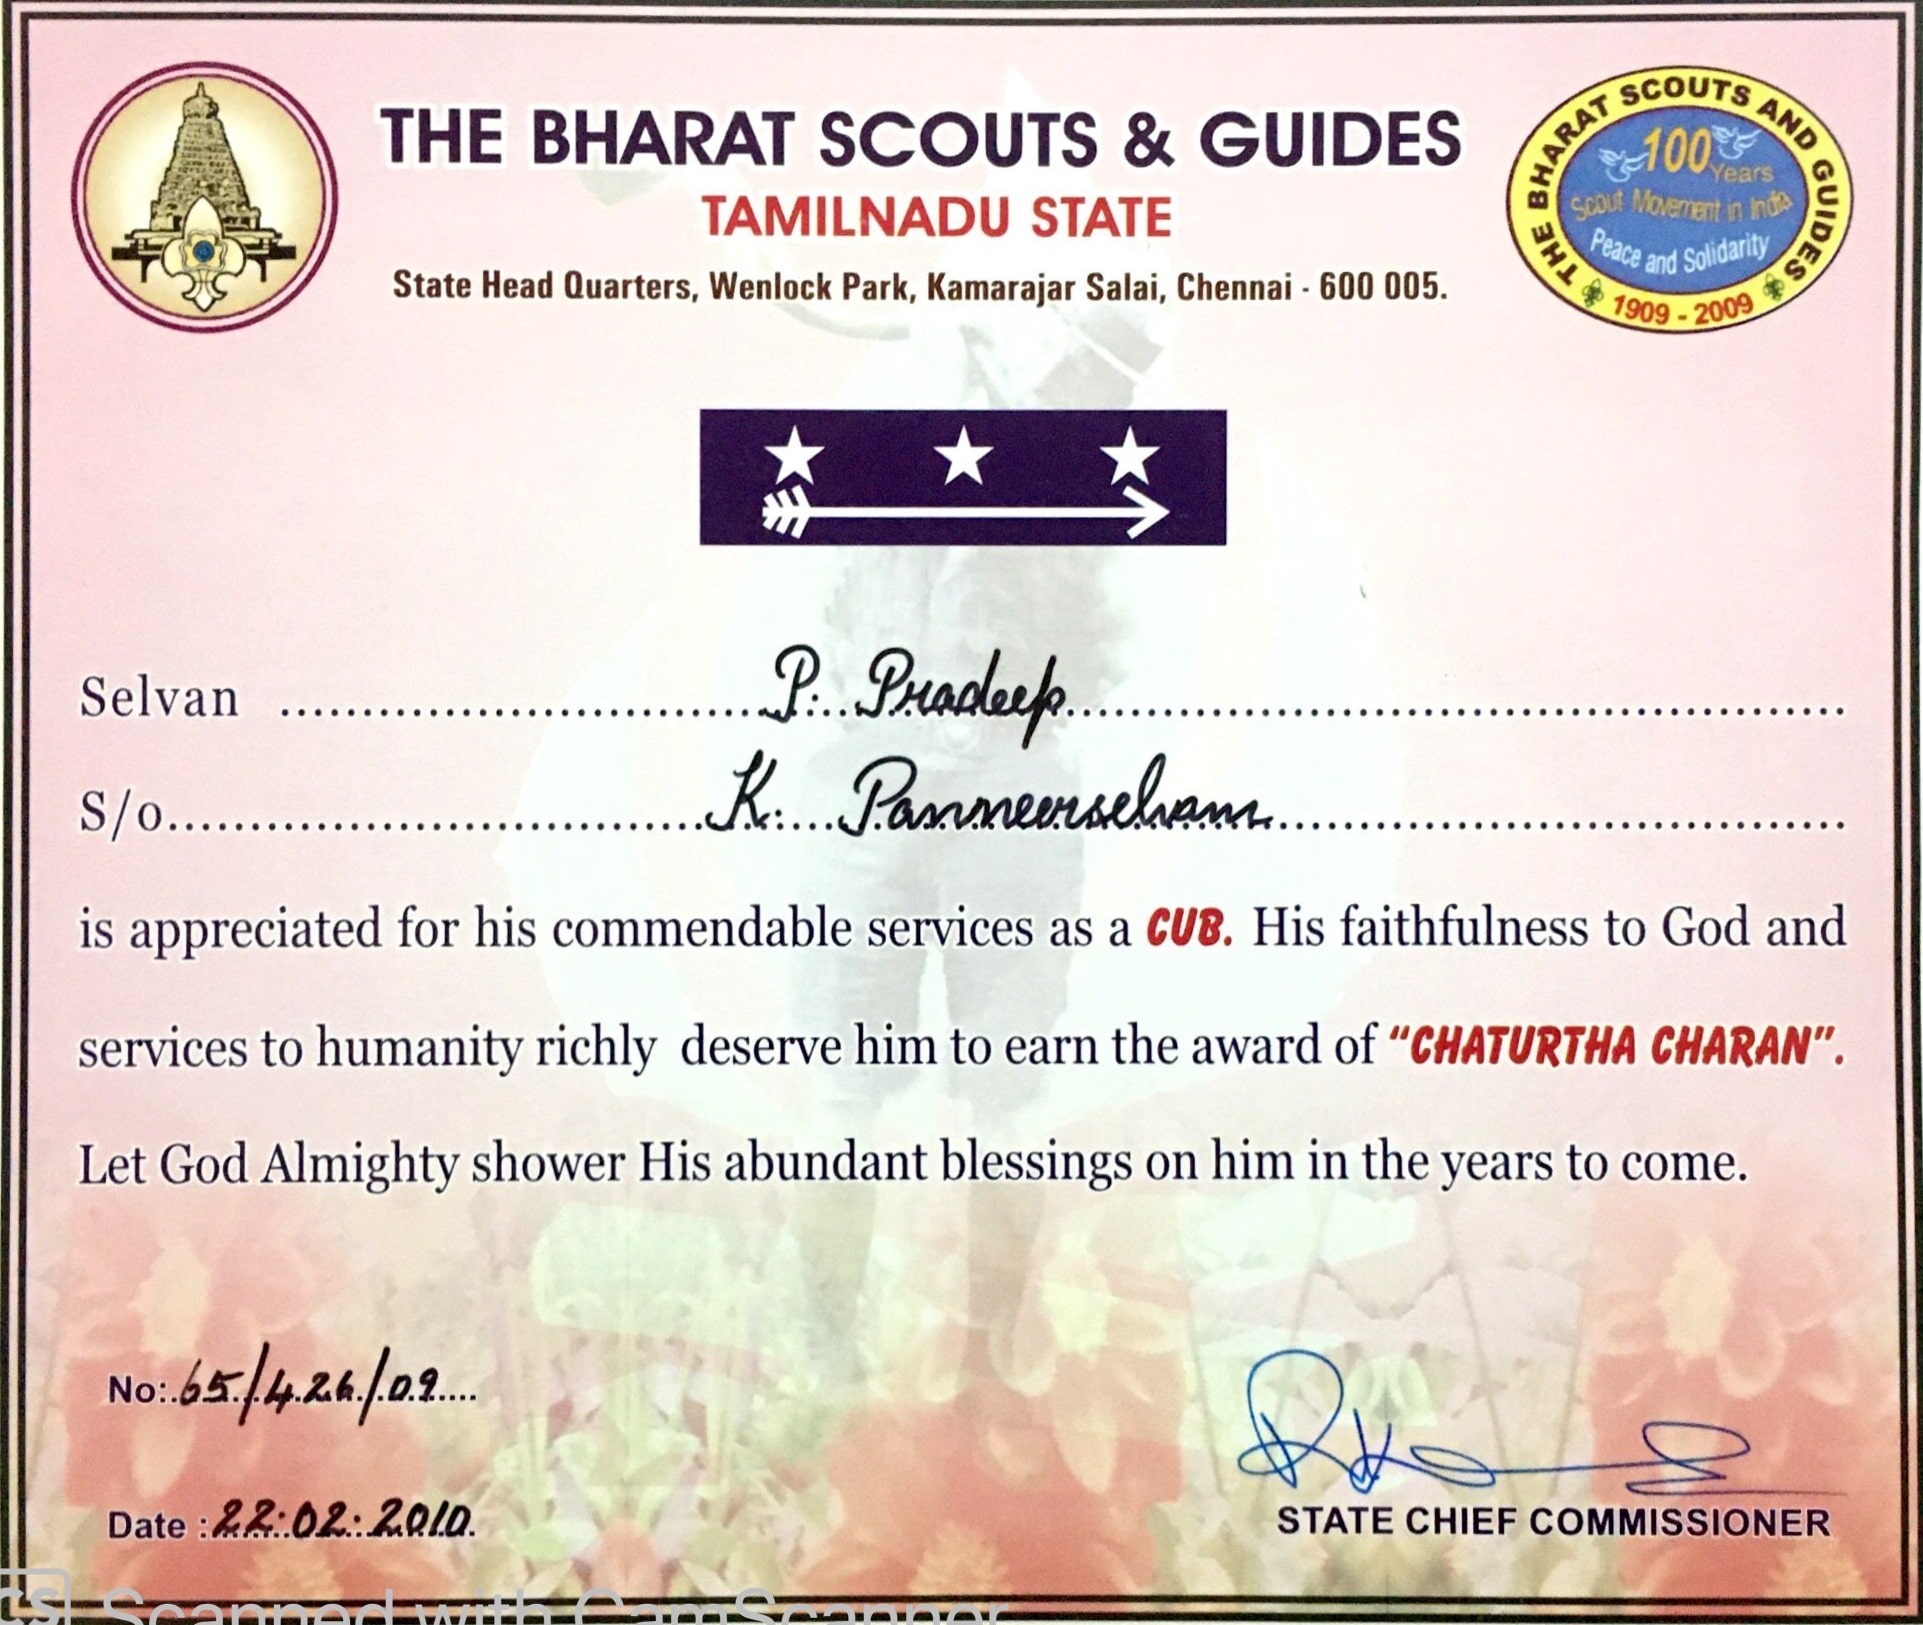 THE BHARAT SCOUTS & GUIDES
TAMILNADU STATE
State Head Quarters, Wenlock Park, Kamarajar Salai, Chennai - 600 005.
THE BHARAT SCOUTS AND GUIDES
100 Years
Scout Movement in India
Peace and Solidarity
1909 - 2009
Selvan P. Pradeep
S/o K. Panneerselvam
is appreciated for his commendable services as a CUB. His faithfulness to God and
services to humanity richly deserve him to earn the award of “CHATURTHA CHARAN”.
Let God Almighty shower His abundant blessings on him in the years to come.
No: 65/426/09
Date : 22.02.2010
STATE CHIEF COMMISSIONER
CS Scanned with CamScanner